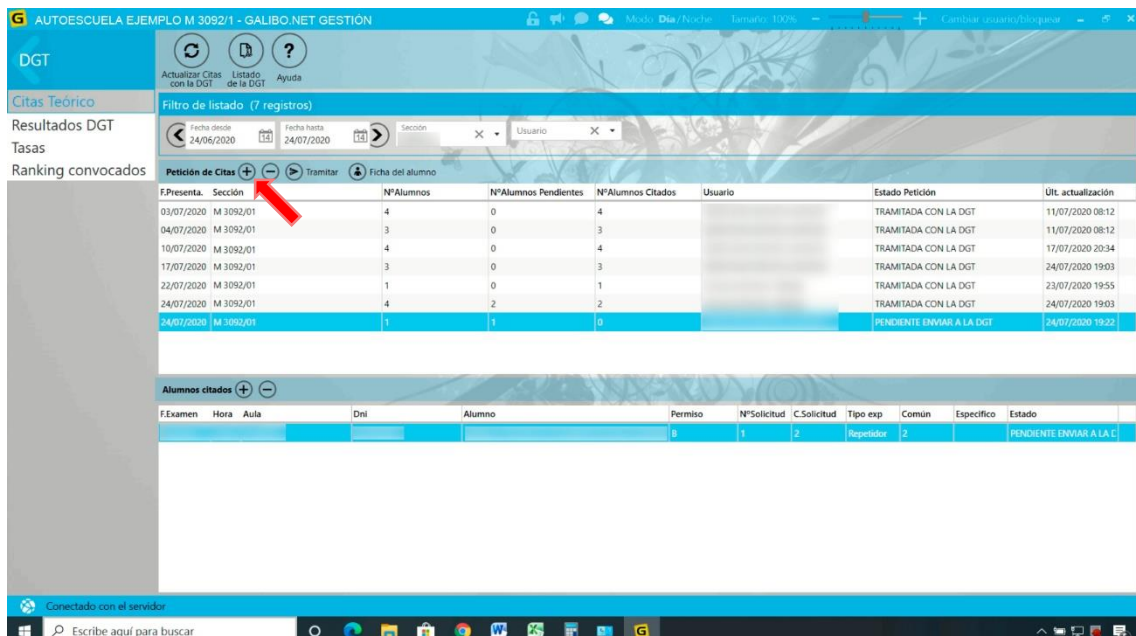 G AUTOESCUELA EJEMPLO M 3092/1 - GALIBO.NET GESTIÓN Modo Día/Noche Tamaño: 100% Cambiar usuario/bloquear
DGT
Actualizar Citas con la DGT
Listado de la DGT
Ayuda
Citas Teórico
Resultados DGT
Tasas
Ranking convocados
Filtro de listado (7 registros)
Fecha desde 24/06/2020 14 Fecha hasta 24/07/2020 14 Sección Usuario
Petición de Citas Tramitar Ficha del alumno
F.Presenta. Sección NºAlumnos NºAlumnos Pendientes NºAlumnos Citados Usuario Estado Petición Últ. actualización
03/07/2020 M 3092/01 4 0 4 TRAMITADA CON LA DGT 11/07/2020 08:12
04/07/2020 M 3092/01 3 0 3 TRAMITADA CON LA DGT 11/07/2020 08:12
10/07/2020 M 3092/01 4 0 4 TRAMITADA CON LA DGT 17/07/2020 20:34
17/07/2020 M 3092/01 3 0 3 TRAMITADA CON LA DGT 24/07/2020 19:03
22/07/2020 M 3092/01 1 0 1 TRAMITADA CON LA DGT 23/07/2020 19:55
24/07/2020 M 3092/01 4 2 2 TRAMITADA CON LA DGT 24/07/2020 19:03
24/07/2020 M 3092/01 1 1 0 PENDIENTE ENVIAR A LA DGT 24/07/2020 19:22
Alumnos citados
F.Examen Hora Aula Dni Alumno Permiso NºSolicitud C.Solicitud Tipo exp Común Específico Estado
B 1 2 Repetidor 2 PENDIENTE ENVIAR A LA D
Conectado con el servidor
Escribe aquí para buscar